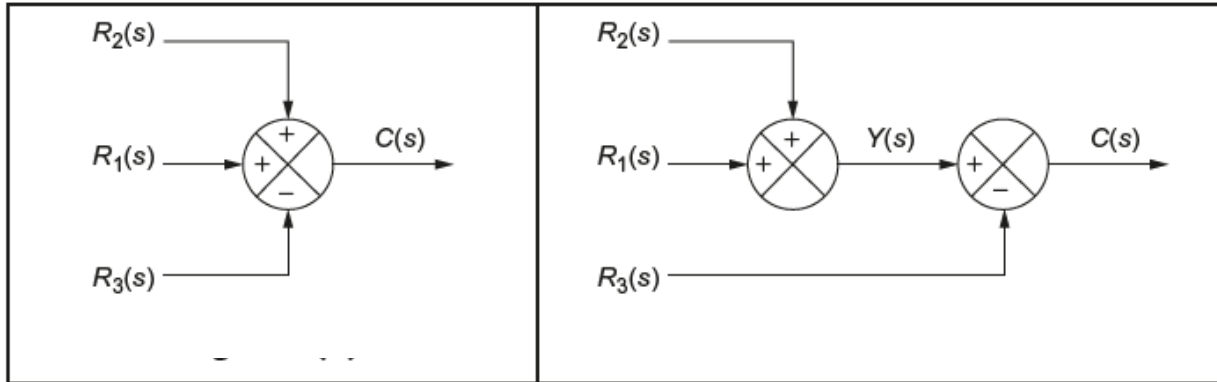 R₂(s)
+
R₁(s)
+
C(s)
−
R₃(s)
R₂(s)
+
R₁(s)
+
Y(s)
+
C(s)
−
R₃(s)